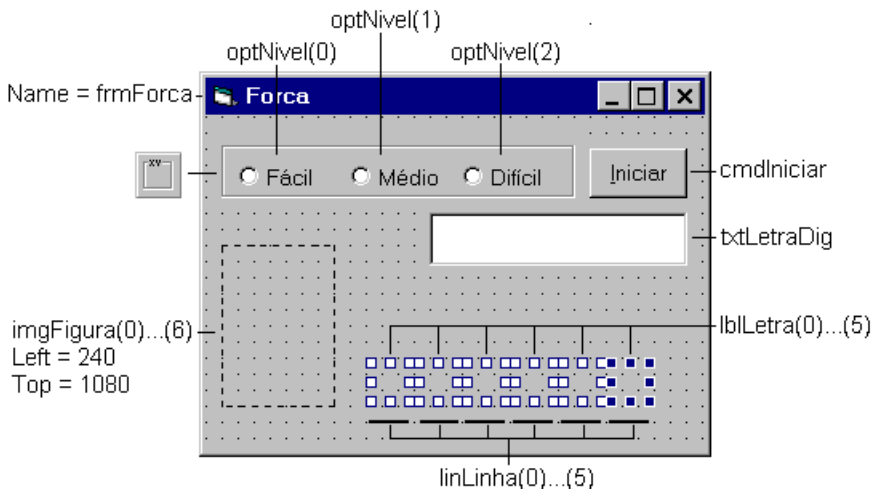 optNivel(1)
optNivel(0)
optNivel(2)
Name = frmForca
Forca
xv
Fácil
Médio
Difícil
Iniciar
cmdIniciar
txtLetraDig
imgFigura(0)...(6)
Left = 240
Top = 1080
lblLetra(0)...(5)
linLinha(0)...(5)